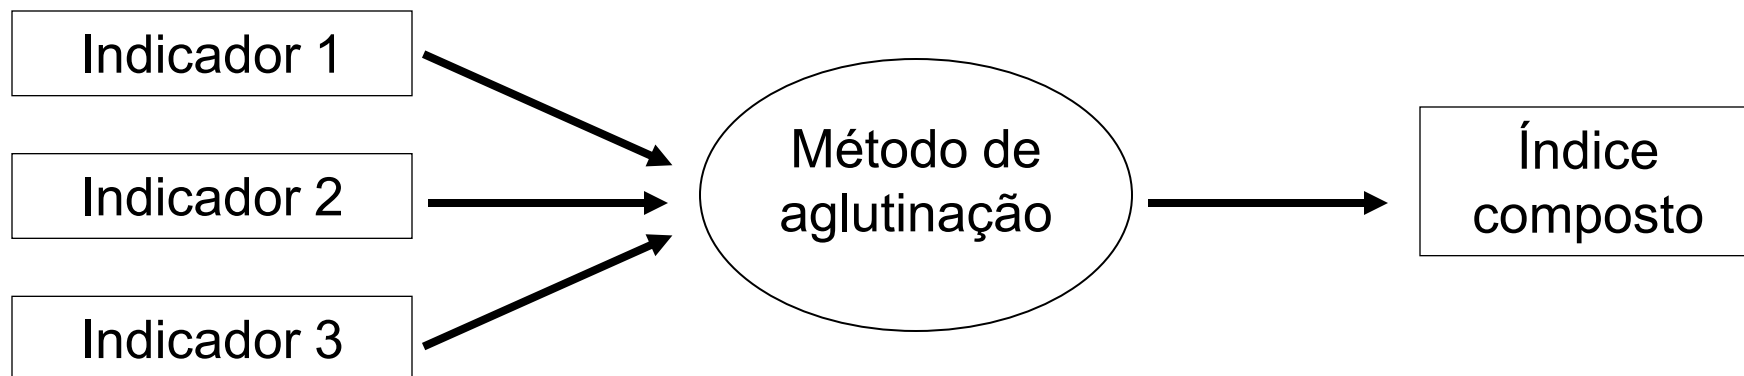 Indicador 1
Indicador 2
Indicador 3
Método de
aglutinação
Índice
composto